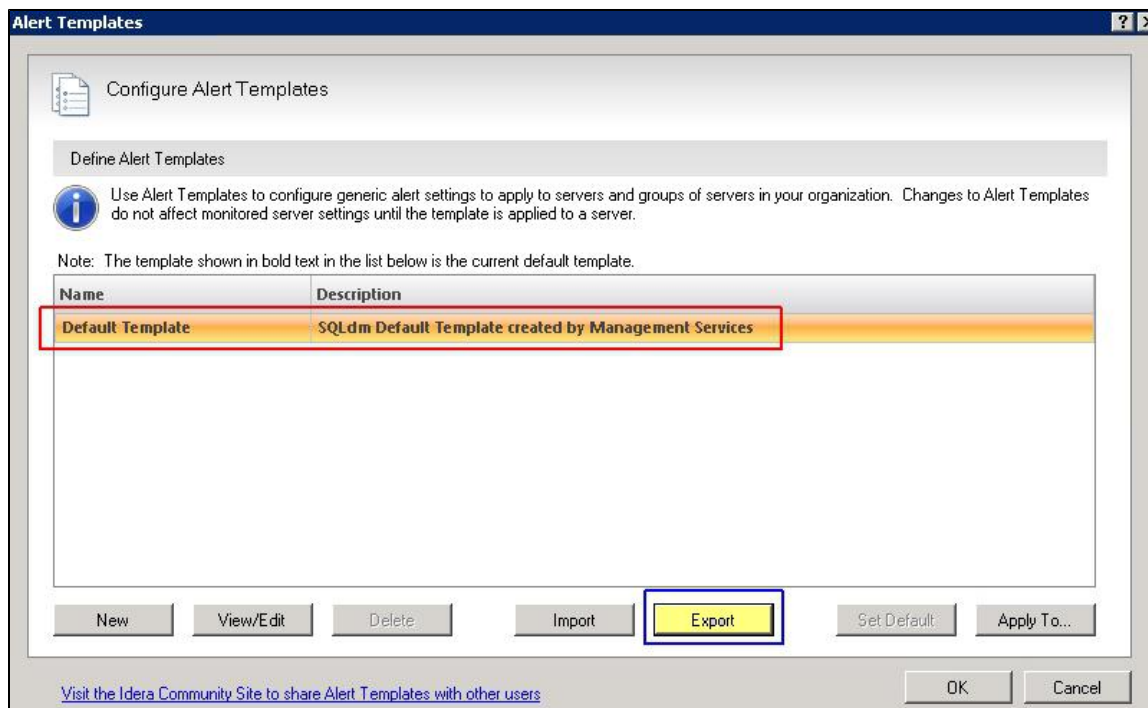 Alert Templates
Configure Alert Templates
Define Alert Templates
Use Alert Templates to configure generic alert settings to apply to servers and groups of servers in your organization. Changes to Alert Templates
do not affect monitored server settings until the template is applied to a server.
Note: The template shown in bold text in the list below is the current default template.
Name Description
Default Template SQLdm Default Template created by Management Services
New View/Edit Delete Import Export Set Default Apply To...
Visit the Idera Community Site to share Alert Templates with other users
OK Cancel